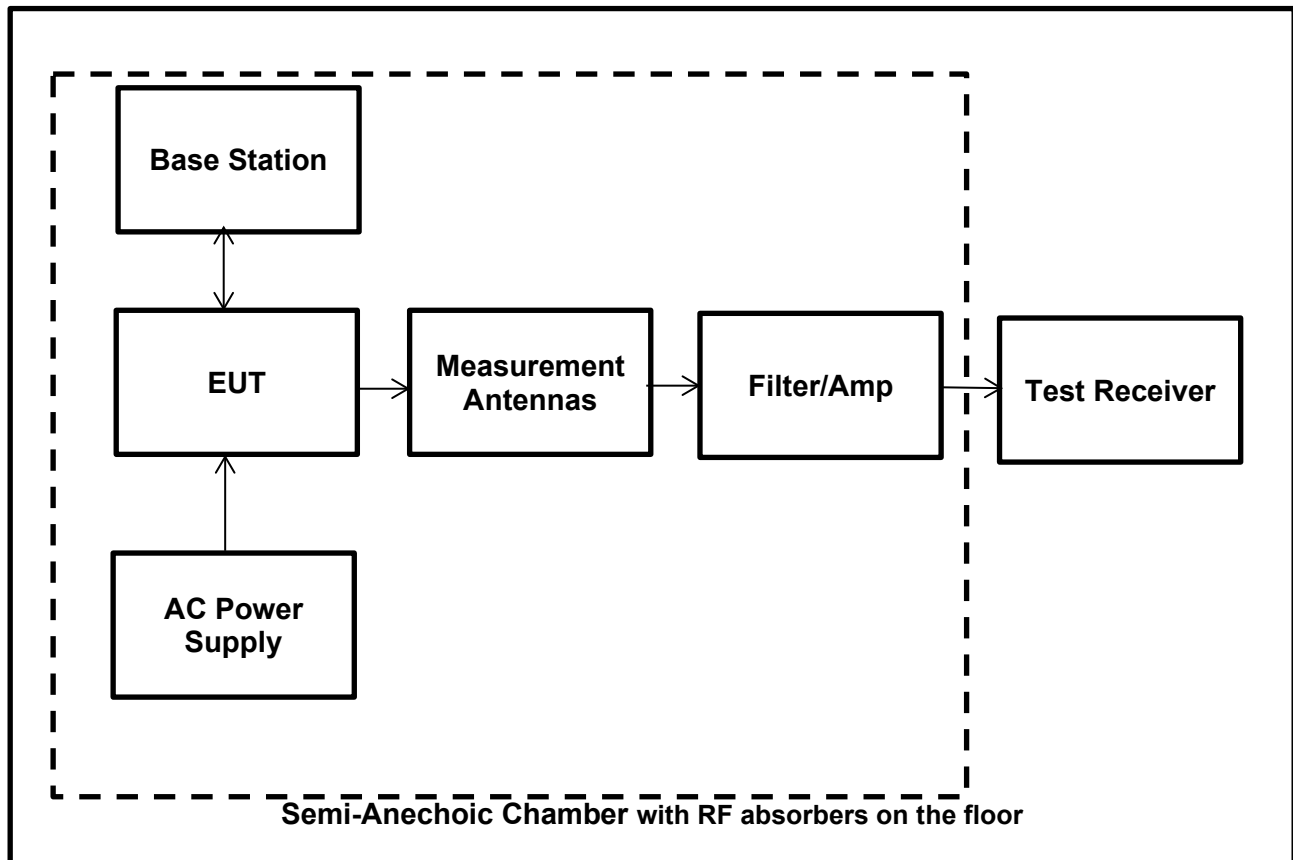 Base Station
EUT
Measurement
Antennas
Filter/Amp
Test Receiver
AC Power
Supply
Semi-Anechoic Chamber with RF absorbers on the floor